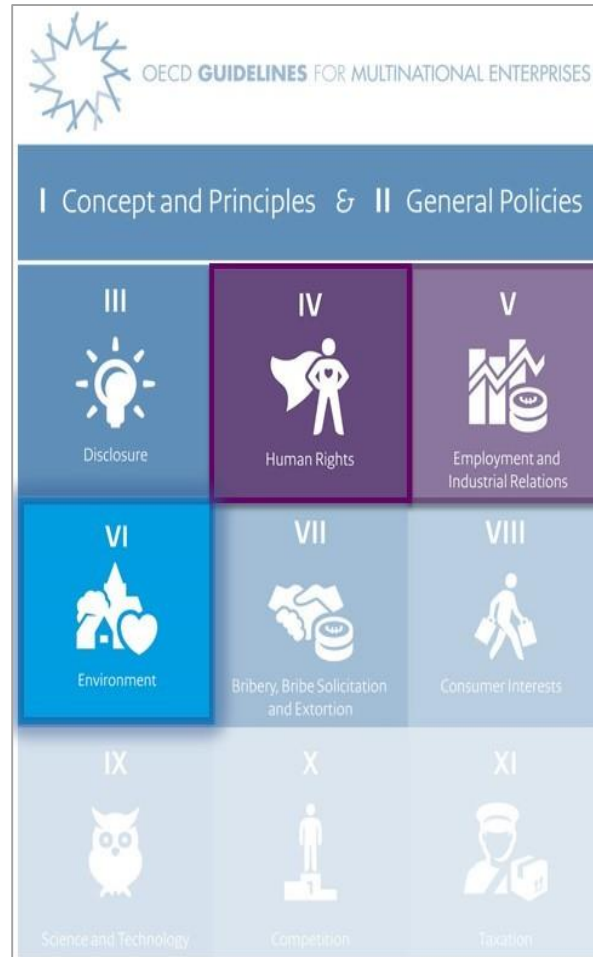 OECD GUIDELINES FOR MULTINATIONAL ENTERPRISES
I Concept and Principles & II General Policies
III
Disclosure
IV
Human Rights
V
Employment and
Industrial Relations
VI
Environment
VII
Bribery, Bribe Solicitation
and Extortion
VIII
Consumer Interests
IX
Science and Technology
X
1
Competition
XI
Taxation